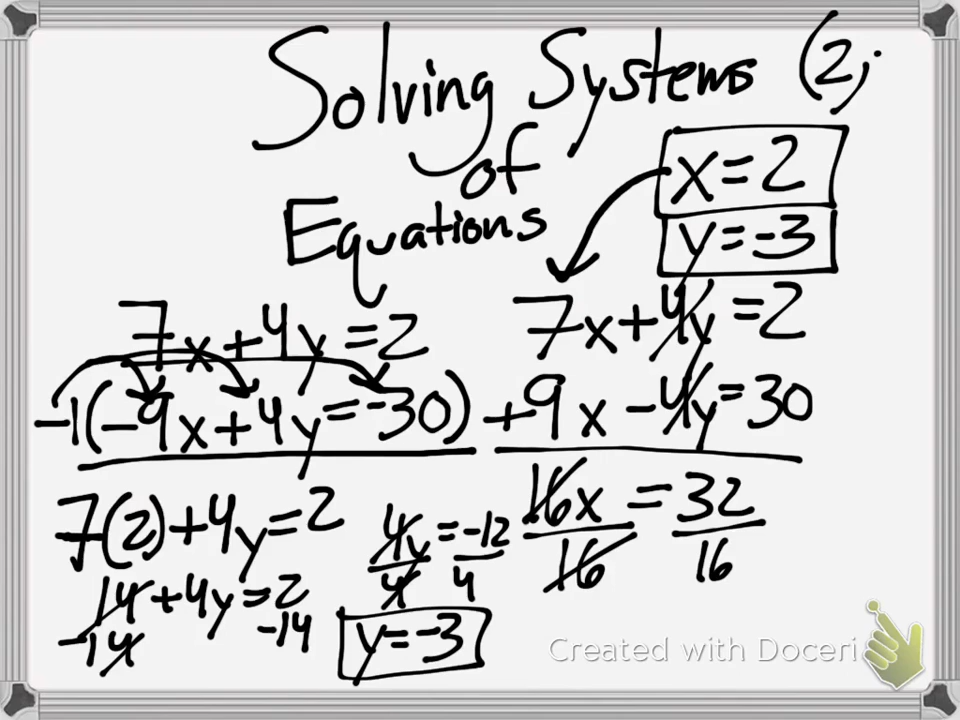 Solving Systems (2,
of
Equations
x=2
y=-3
7x+4y=2
-1(-9x+4y=-30)
7x+4y=2
+9x-4y=30
16x=32
16 16
7(2)+4y=2
14+4y=2
-14 -14
4y=-12
4 4
y=-3
Created with Doceri